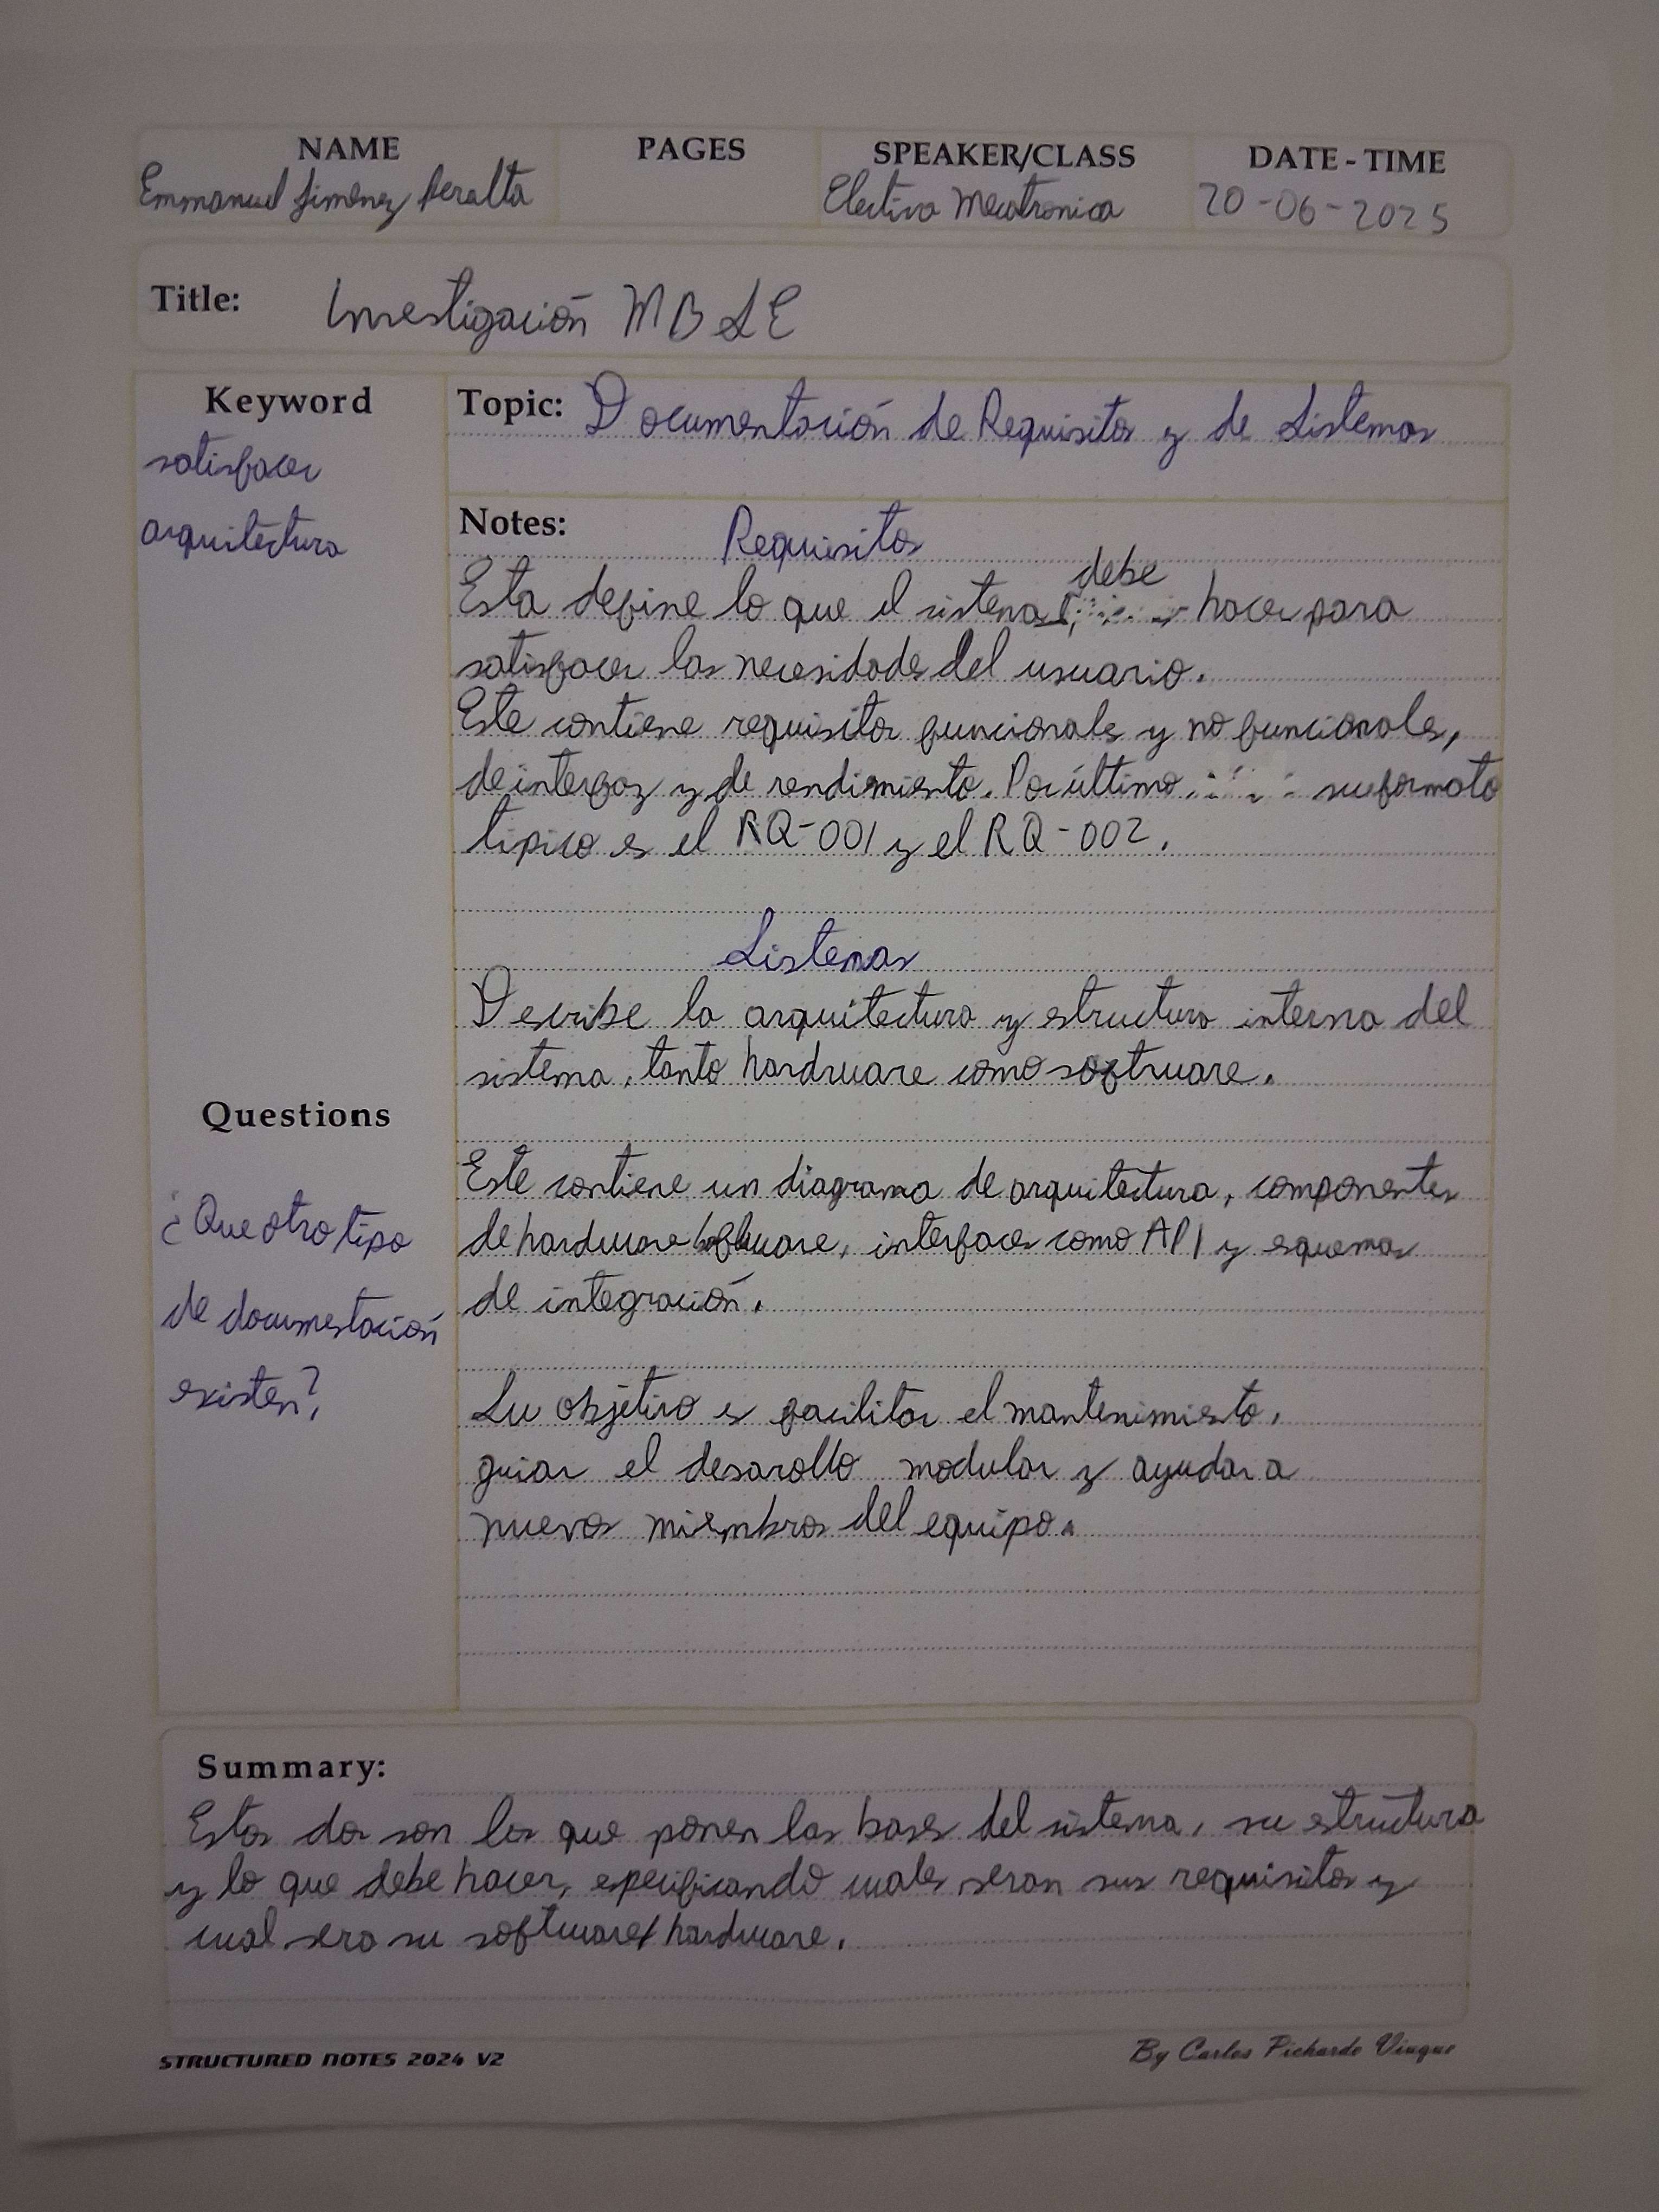 NAME
PAGES
SPEAKER/CLASS
DATE - TIME
Emmanuel Jiménez Peralta
Electiva Mecatronica
20-06-2025
Title: Investigación MBSE
Keyword
satisfacer
arquitectura
Topic: Documentación de Requisitos y de Sistemas
Notes: Requisitos
debe
Esta define lo que el sistema hacer para
satisfacer las necesidades del usuario.
Este contiene requisitos funcionales y no funcionales,
de interfaz y de rendimiento. Por último su formato
tipico es el RQ-001 y el RQ-002.
Sistemas
Describe la arquitectura y estructura interna del
sistema, tanto hardware como software.
Este contiene un diagrama de arquitectura, componentes
de hardware/software, interfaces como API y esquemas
de integración.
Su objetivo es facilitar el mantenimiento,
guiar el desarollo modular y ayudar a
nuevos miembros del equipo.
Questions
¿Que otro tipo
de documentación
existen?
Summary:
Estos dos son los que ponen las bases del sistema, su estructura
y lo que debe hacer, especificando cuales seran sus requisitos y
cual sera su software/hardware.
STRUCTURED NOTES 2024 V2
By Carlos Pichardo Viuque